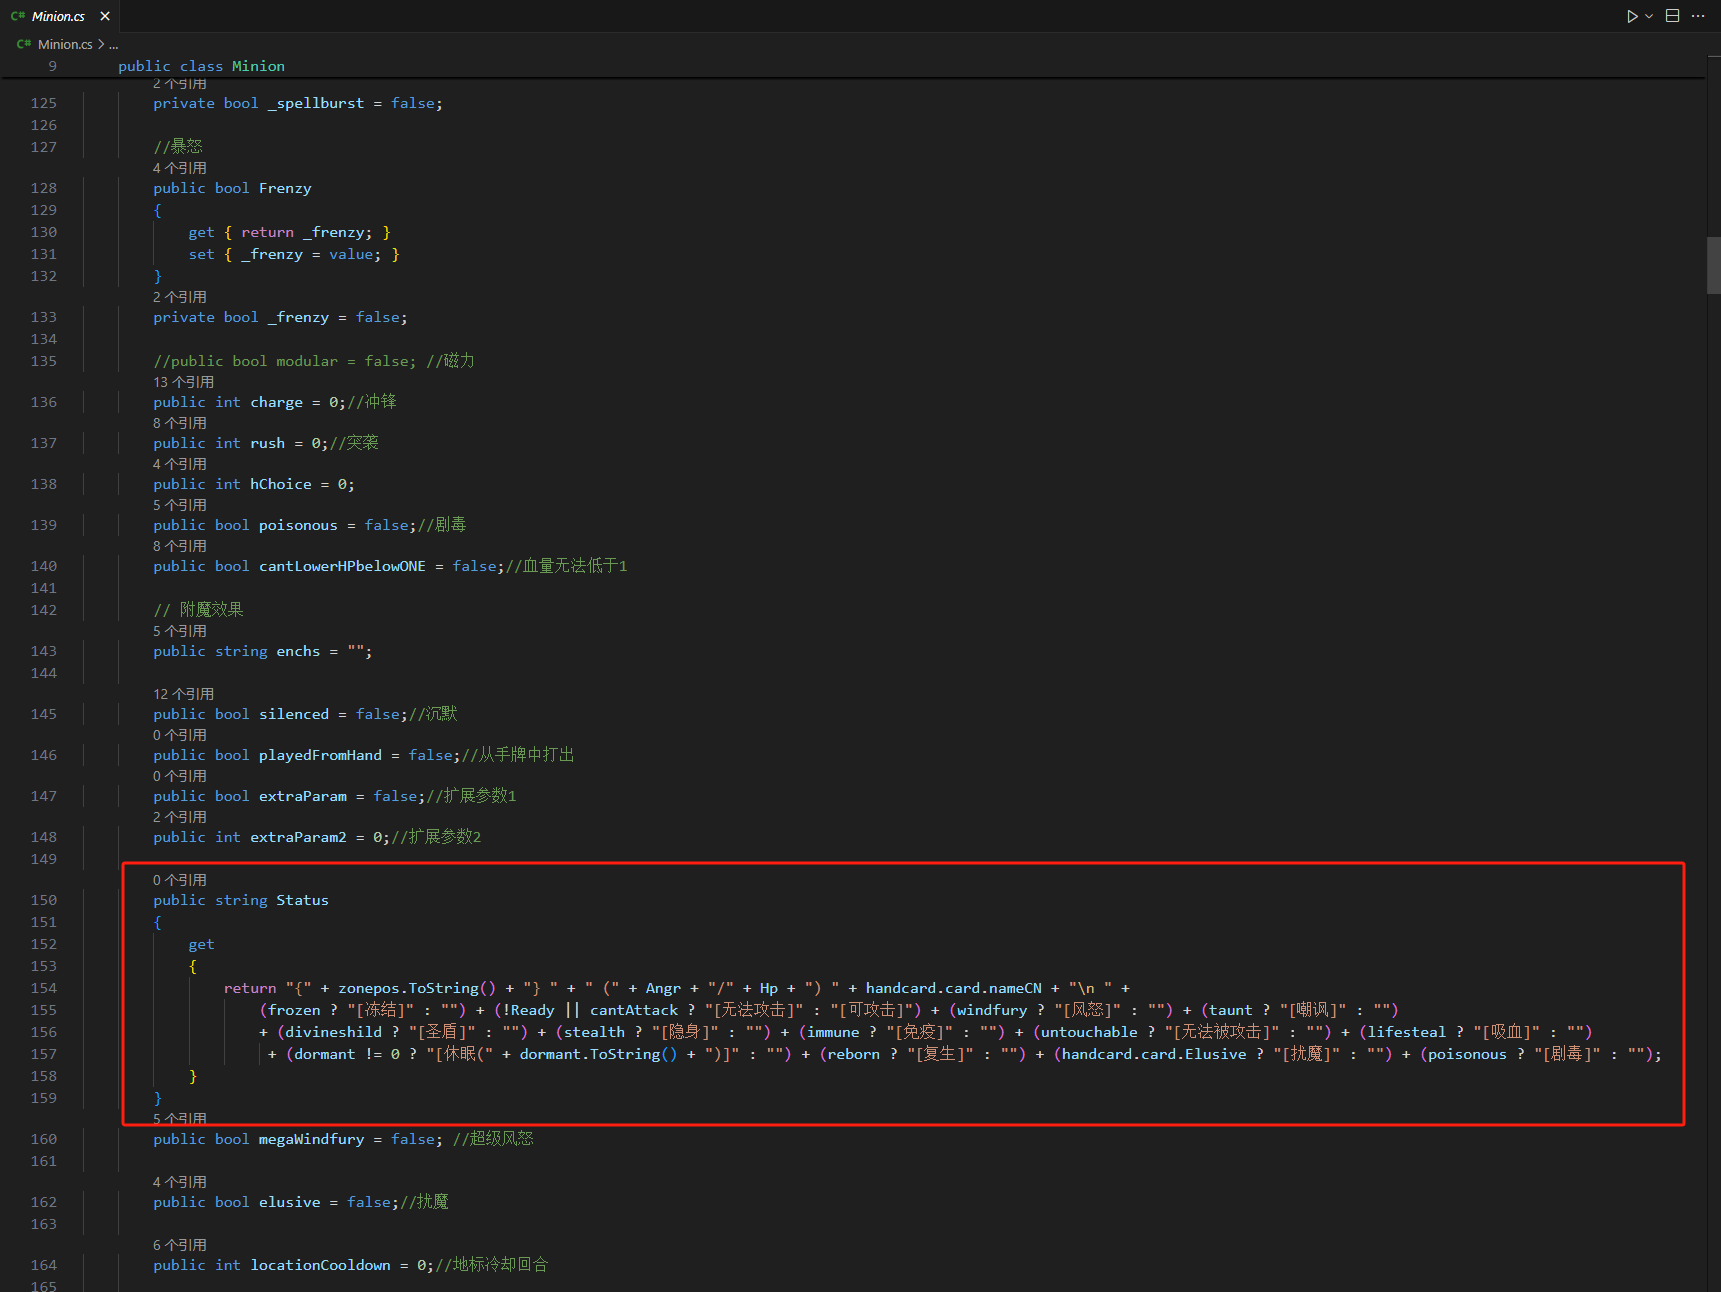 C# Minion.cs ×
C# Minion.cs > ...
9 public class Minion
2 个引用
125 private bool _spellburst = false;
126
127 //暴怒
4 个引用
128 public bool Frenzy
129 {
130 get { return _frenzy; }
131 set { _frenzy = value; }
132 }
2 个引用
133 private bool _frenzy = false;
134
135 //public bool modular = false; //磁力
13 个引用
136 public int charge = 0;//冲锋
8 个引用
137 public int rush = 0;//突袭
4 个引用
138 public int hChoice = 0;
5 个引用
139 public bool poisonous = false;//剧毒
8 个引用
140 public bool cantLowerHPbelowONE = false;//血量无法低于1
141
142 // 附魔效果
5 个引用
143 public string enchs = "";
144
12 个引用
145 public bool silenced = false;//沉默
0 个引用
146 public bool playedFromHand = false;//从手牌中打出
0 个引用
147 public bool extraParam = false;//扩展参数1
2 个引用
148 public int extraParam2 = 0;//扩展参数2
149
0 个引用
150 public string Status
151 {
152 get
153 {
154 return "{" + zonepos.ToString() + "} " + " (" + Angr + "/" + Hp + ") " + handcard.card.nameCN + "\n " +
155 (frozen ? "[冻结]" : "") + (!Ready || cantAttack ? "[无法攻击]" : "[可攻击]") + (windfury ? "[风怒]" : "") + (taunt ? "[嘲讽]" : "")
156 + (divineshild ? "[圣盾]" : "") + (stealth ? "[隐身]" : "") + (immune ? "[免疫]" : "") + (untouchable ? "[无法被攻击]" : "") + (lifesteal ? "[吸血]" : "")
157 + (dormant != 0 ? "[休眠(" + dormant.ToString() + ")]" : "") + (reborn ? "[复生]" : "") + (handcard.card.Elusive ? "[扰魔]" : "") + (poisonous ? "[剧毒]" : "");
158 }
159 }
5 个引用
160 public bool megaWindfury = false; //超级风怒
161
4 个引用
162 public bool elusive = false;//扰魔
163
6 个引用
164 public int locationCooldown = 0;//地标冷却回合
165